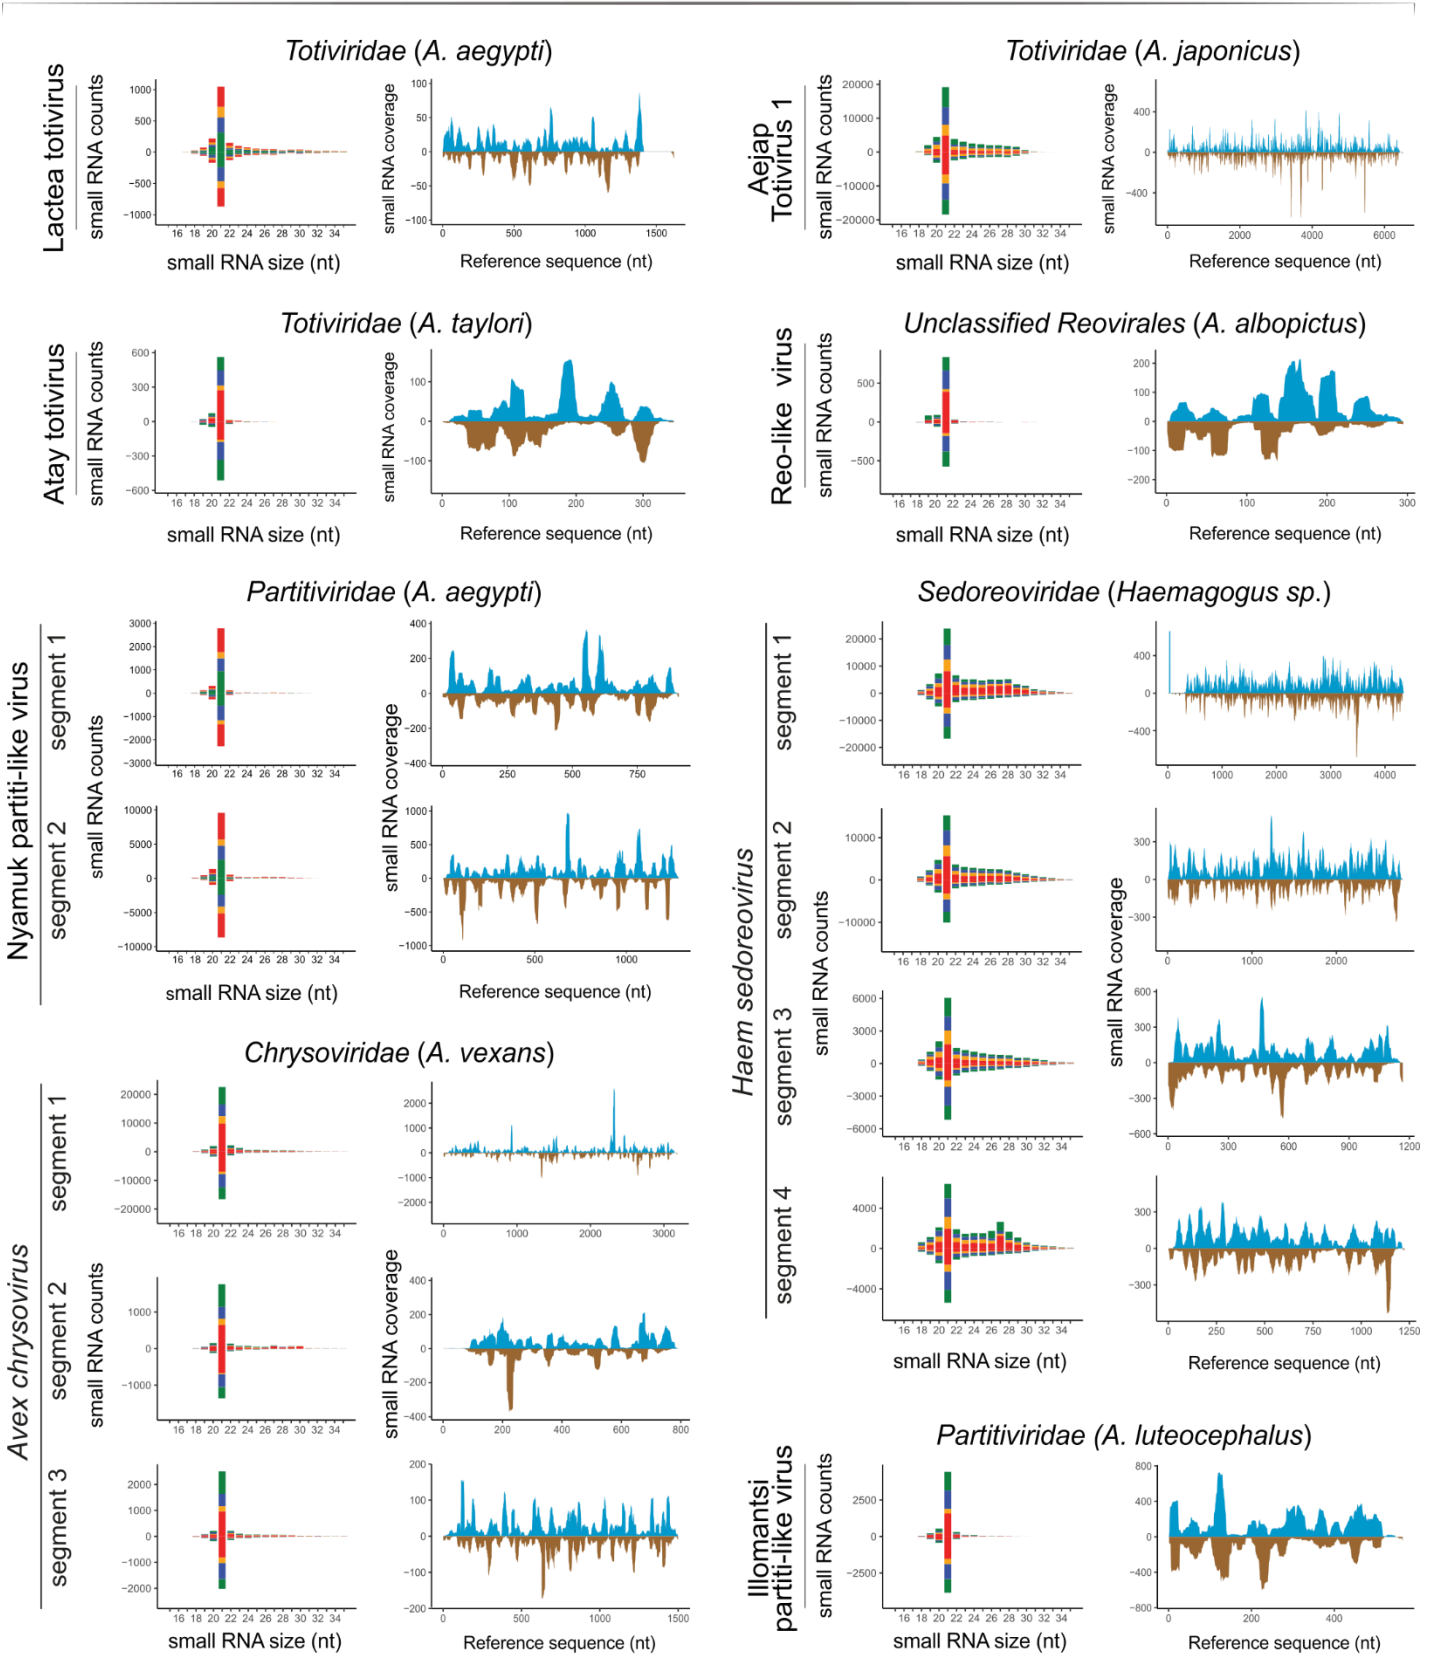 Totiviridae (A. aegypti)
Lactea totivirus
small RNA counts
1000
500
0
−500
−1000
16 18 20 22 24 26 28 30 32 34
small RNA size (nt)
small RNA coverage
100
50
0
−50
−100
0 500 1000 1500
Reference sequence (nt)
Totiviridae (A. japonicus)
Aejap
Totivirus 1
small RNA counts
20000
10000
0
−10000
−20000
16 18 20 22 24 26 28 30 32 34
small RNA size (nt)
small RNA coverage
400
0
−400
0 2000 4000 6000
Reference sequence (nt)
Totiviridae (A. taylori)
Atay totivirus
small RNA counts
600
300
0
−300
−600
16 18 20 22 24 26 28 30 32 34
small RNA size (nt)
small RNA coverage
100
0
−100
0 100 200 300
Reference sequence (nt)
Unclassified Reovirales (A. albopictus)
Reo-like virus
small RNA counts
500
0
−500
16 18 20 22 24 26 28 30 32 34
small RNA size (nt)
200
100
0
−100
−200
0 100 200 300
Reference sequence (nt)
Partitiviridae (A. aegypti)
Nyamuk partiti-like virus
segment 1
small RNA counts
3000
2000
1000
0
−1000
−2000
−3000
16 18 20 22 24 26 28 30 32 34
small RNA coverage
400
200
0
−200
−400
0 250 500 750
segment 2
10000
5000
0
−5000
−10000
16 18 20 22 24 26 28 30 32 34
small RNA size (nt)
1000
500
0
−500
−1000
0 500 1000
Reference sequence (nt)
Sedoreoviridae (Haemagogus sp.)
Haem sedoreovirus
segment 1
small RNA counts
20000
10000
0
−10000
−20000
16 18 20 22 24 26 28 30 32 34
small RNA coverage
400
0
−400
0 1000 2000 3000 4000
segment 2
10000
0
−10000
16 18 20 22 24 26 28 30 32 34
300
0
−300
0 1000 2000
segment 3
6000
3000
0
−3000
−6000
16 18 20 22 24 26 28 30 32 34
600
300
0
−300
−600
0 300 600 900 1200
segment 4
4000
0
−4000
16 18 20 22 24 26 28 30 32 34
small RNA size (nt)
300
0
−300
0 250 500 750 1000 1250
Reference sequence (nt)
Chrysoviridae (A. vexans)
Avex chrysovirus
segment 1
small RNA counts
20000
10000
0
−10000
−20000
16 18 20 22 24 26 28 30 32 34
small RNA coverage
2000
1000
0
−1000
−2000
0 1000 2000 3000
segment 2
1000
0
−1000
16 18 20 22 24 26 28 30 32 34
400
200
0
−200
−400
0 200 400 600 800
segment 3
2000
1000
0
−1000
−2000
16 18 20 22 24 26 28 30 32 34
small RNA size (nt)
200
100
0
−100
−200
0 500 1000 1500
Reference sequence (nt)
Partitiviridae (A. luteocephalus)
Illomantsi
partiti-like virus
small RNA counts
2500
0
−2500
16 18 20 22 24 26 28 30 32 34
small RNA size (nt)
800
400
0
−400
−800
0 200 400
Reference sequence (nt)